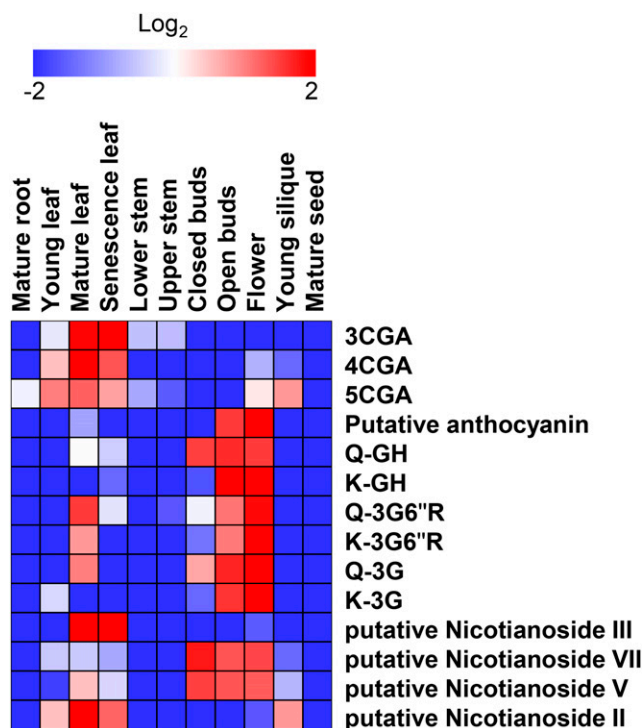 Log2
-2 2
Mature root
Young leaf
Mature leaf
Senescence leaf
Lower stem
Upper stem
Closed buds
Open buds
Flower
Young silique
Mature seed
3CGA
4CGA
5CGA
Putative anthocyanin
Q-GH
K-GH
Q-3G6"R
K-3G6"R
Q-3G
K-3G
putative Nicotianoside III
putative Nicotianoside VII
putative Nicotianoside V
putative Nicotianoside II